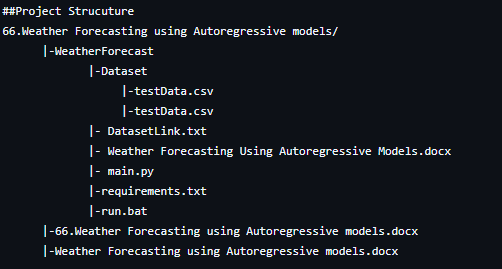 ##Project Strucuture
66.Weather Forecasting using Autoregressive models/
|-WeatherForecast
|-Dataset
|-testData.csv
|-testData.csv
|- DatasetLink.txt
|- Weather Forecasting Using Autoregressive Models.docx
|- main.py
|-requirements.txt
|-run.bat
|-66.Weather Forecasting using Autoregressive models.docx
|-Weather Forecasting using Autoregressive models.docx